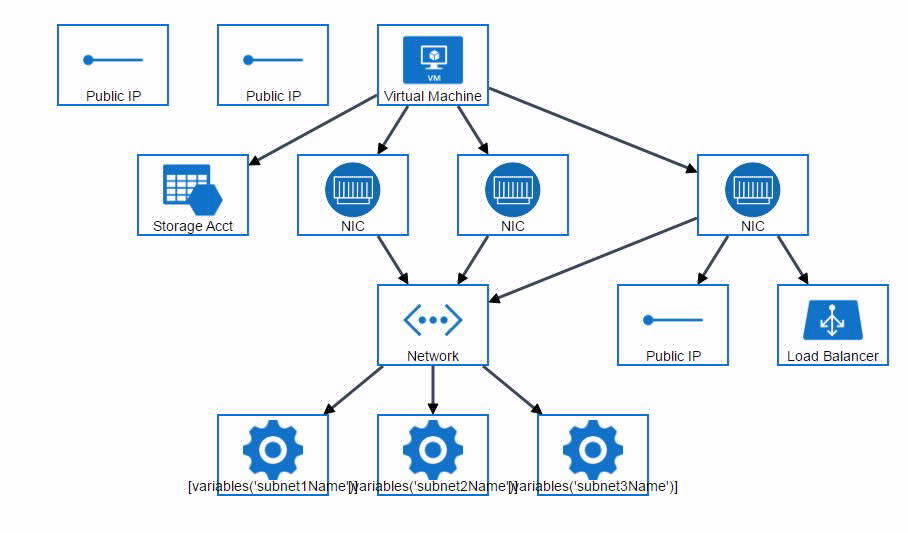 Public IP
Public IP
VM
Virtual Machine
Storage Acct
NIC
NIC
NIC
Network
Public IP
Load Balancer
[variables('subnet1Name')]
[variables('subnet2Name')]
[variables('subnet3Name')]